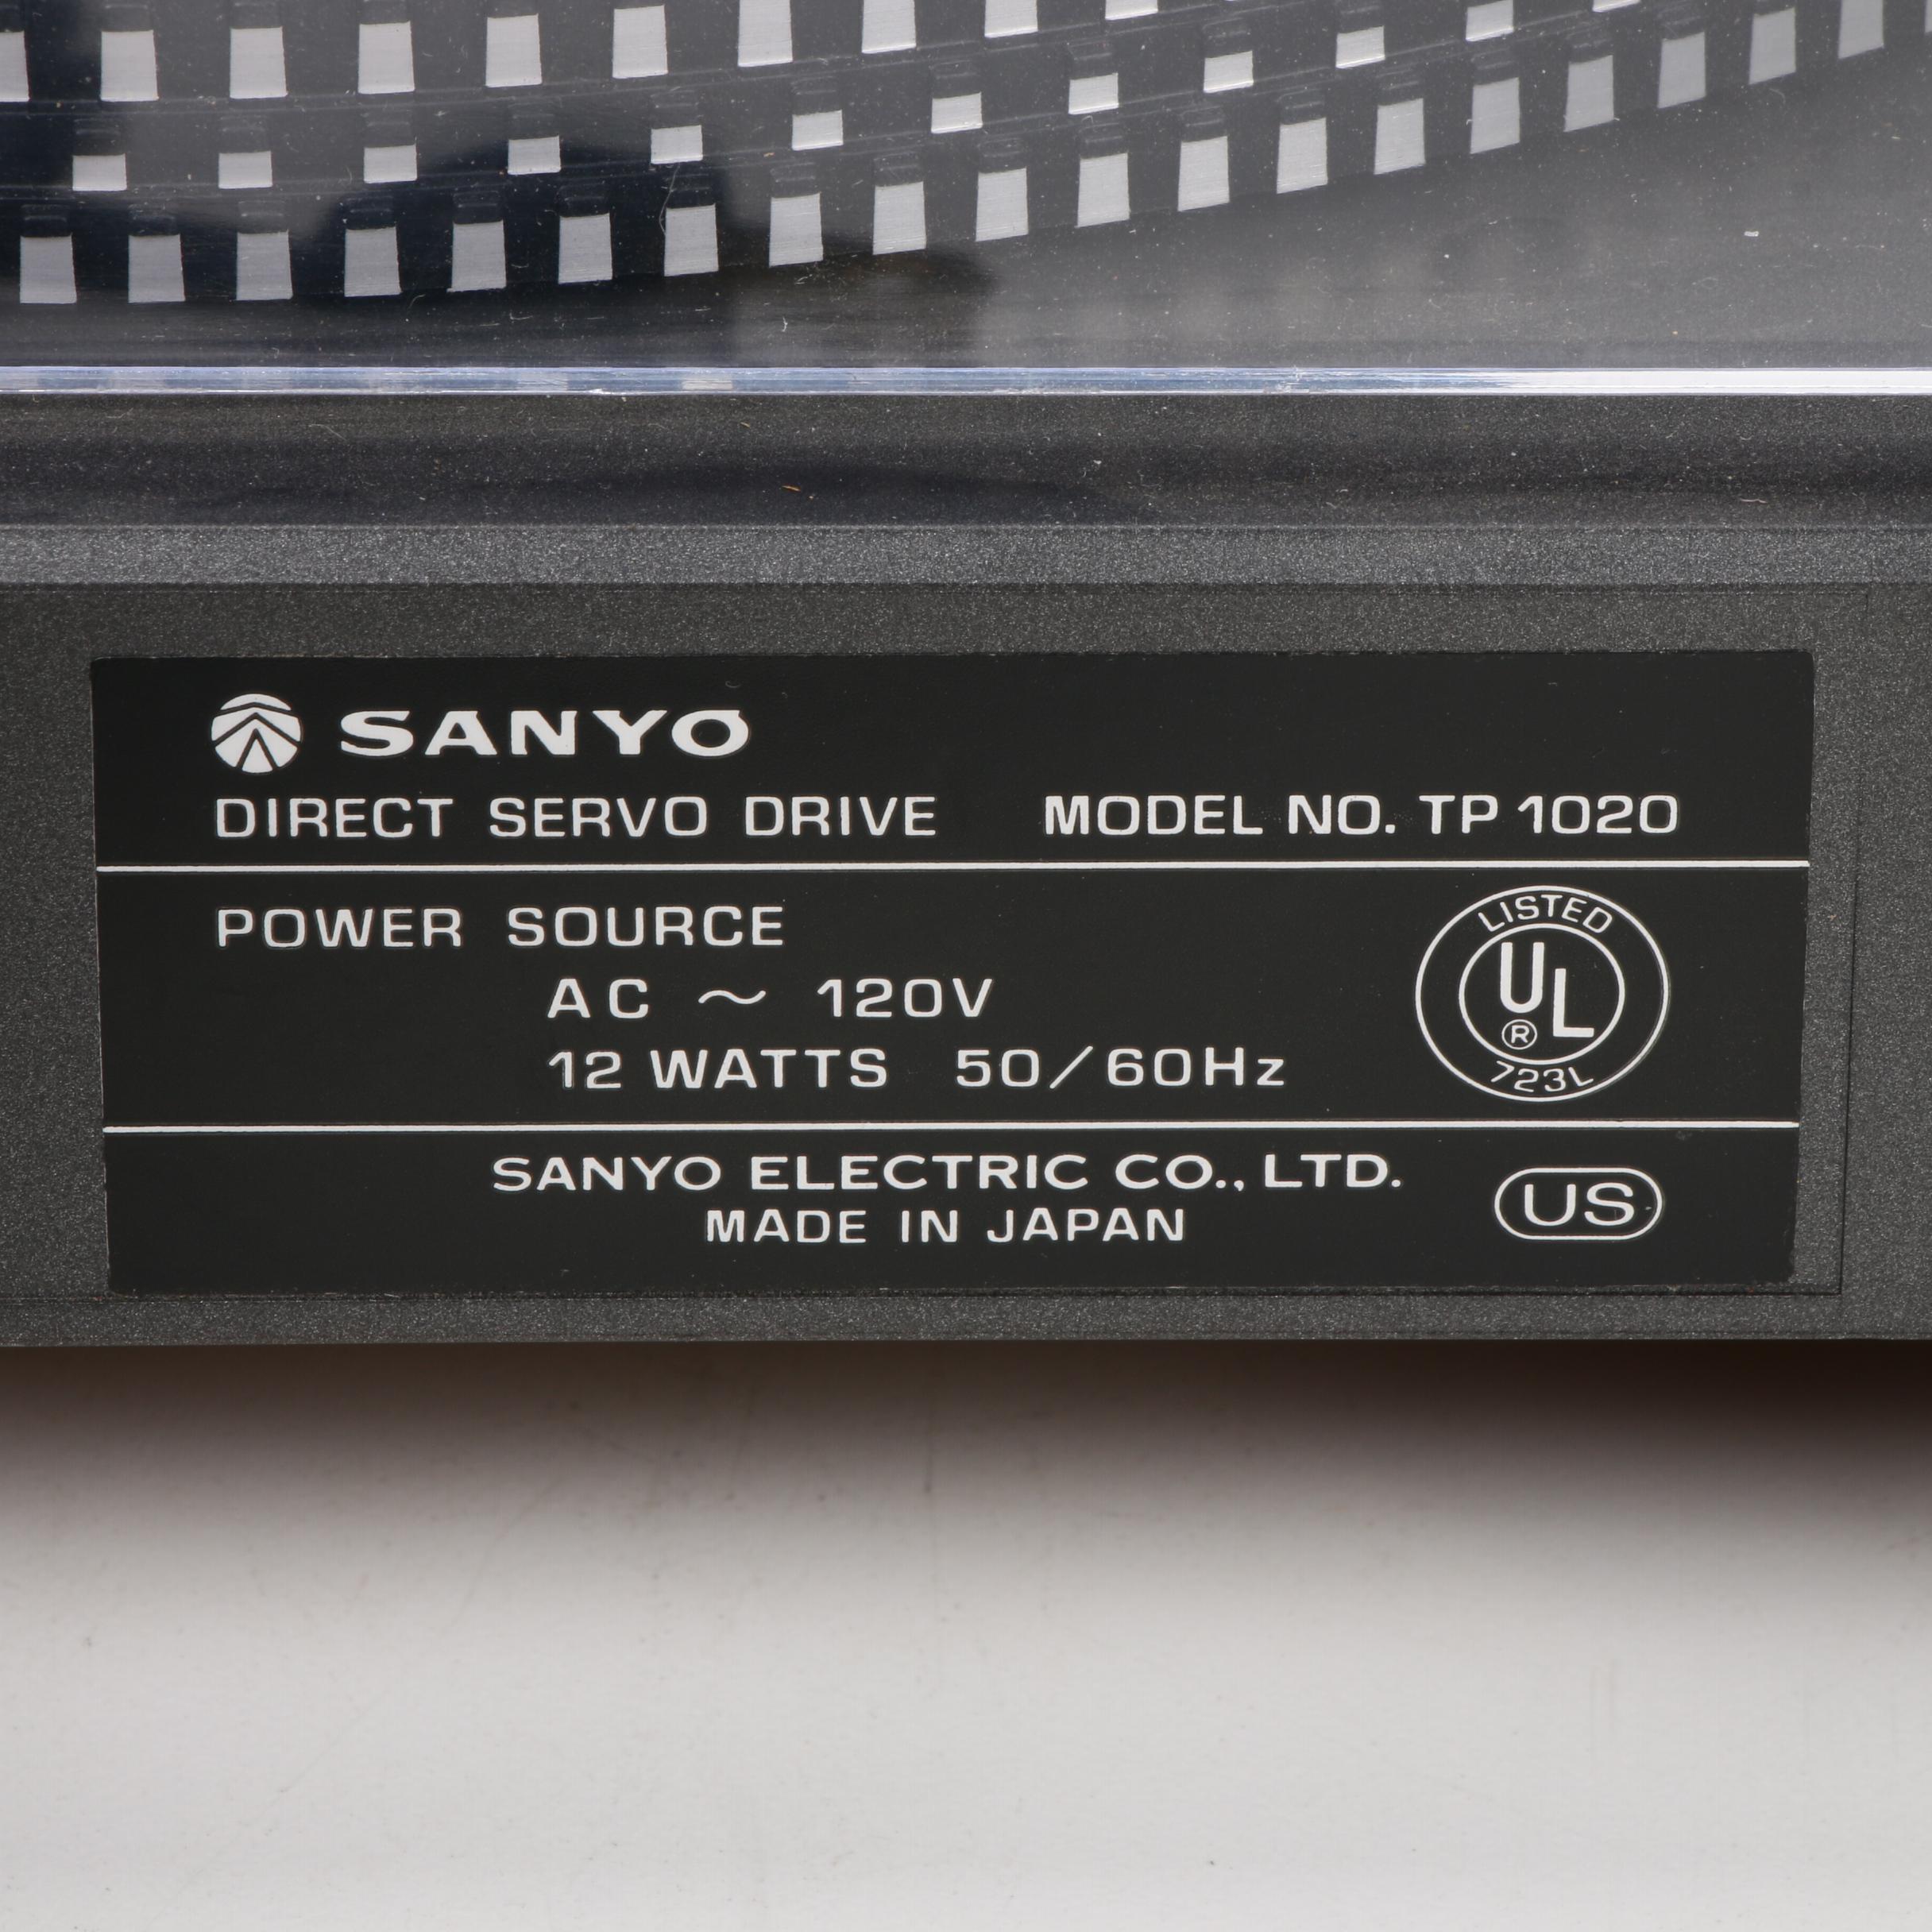 SANYO
DIRECT SERVO DRIVE MODEL NO. TP 1020
POWER SOURCE
AC ~ 120V
12 WATTS 50/60Hz
LISTED
UL
®
723L
SANYO ELECTRIC CO., LTD.
MADE IN JAPAN
US